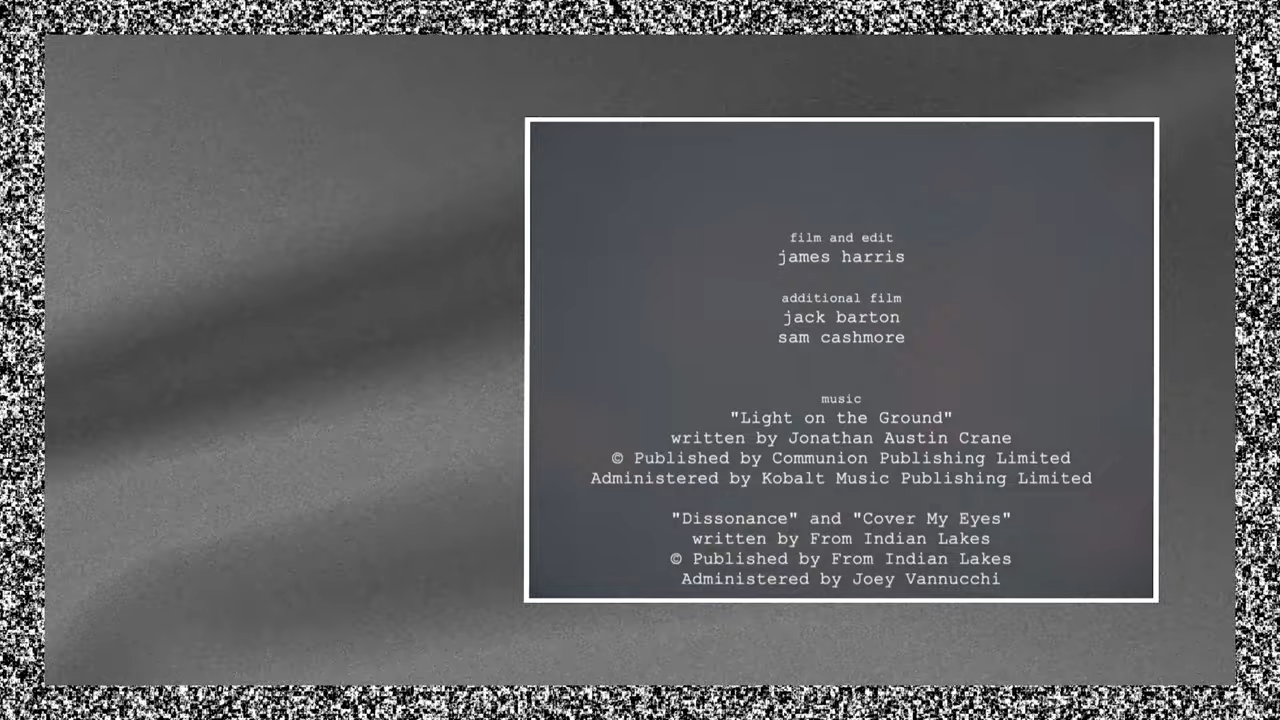 film and edit
james harris
additional film
jack barton
sam cashmore
music
"Light on the Ground"
written by Jonathan Austin Crane
© Published by Communion Publishing Limited
Administered by Kobalt Music Publishing Limited
"Dissonance" and "Cover My Eyes"
written by From Indian Lakes
© Published by From Indian Lakes
Administered by Joey Vannucchi